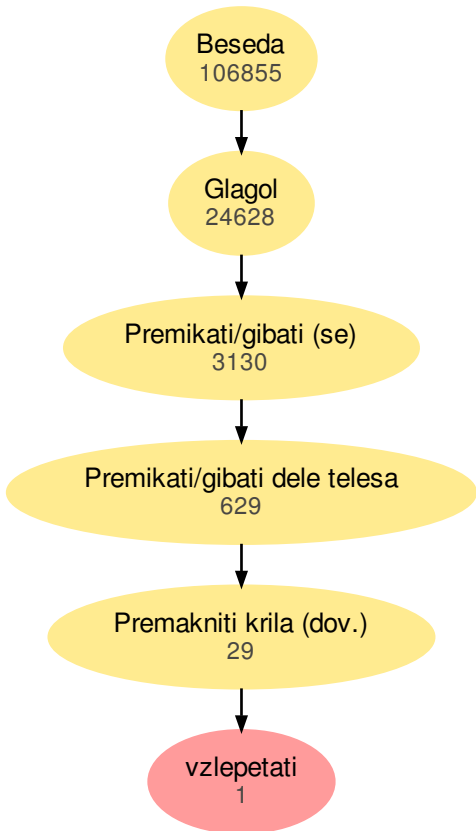 Beseda
106855
Glagol
24628
Premikati/gibati (se)
3130
Premikati/gibati dele telesa
629
Premakniti krila (dov.)
29
vzlepetati
1